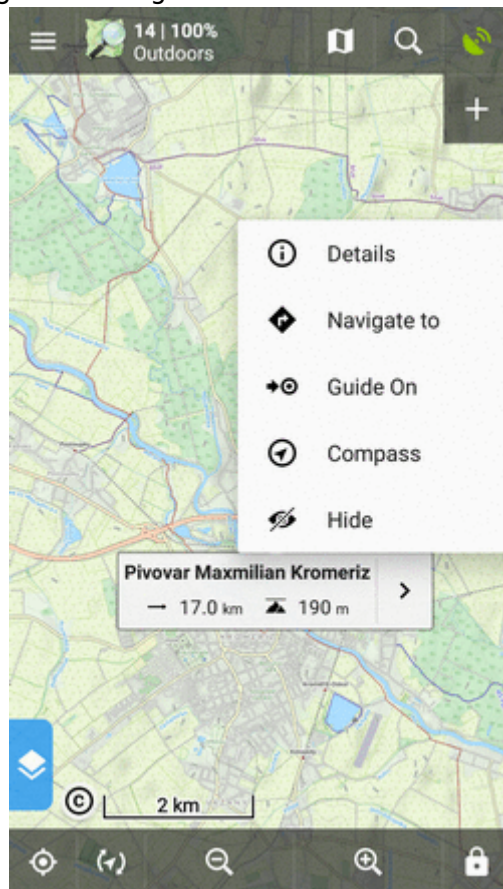 14 | 100%
Outdoors
Details
Navigate to
Guide On
Compass
Hide
Pivovar Maxmilian Kromeriz
17.0 km 190 m
©
2 km